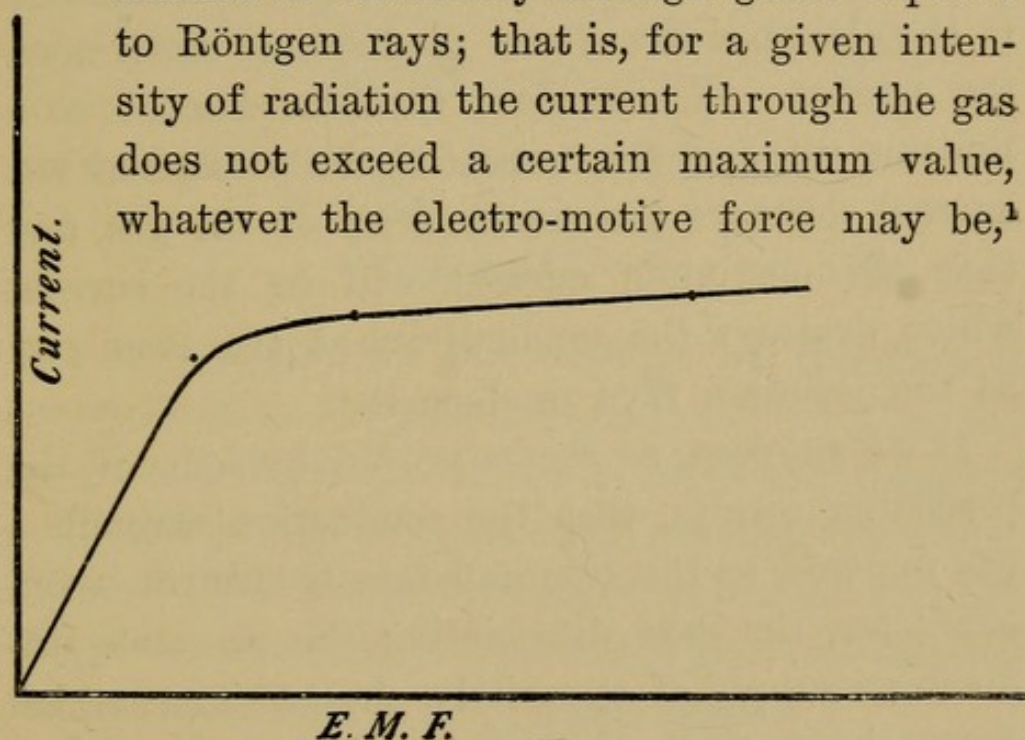 to Röntgen rays; that is, for a given inten-
sity of radiation the current through the gas
does not exceed a certain maximum value,
whatever the electro-motive force may be,¹
Current.
E. M. F.